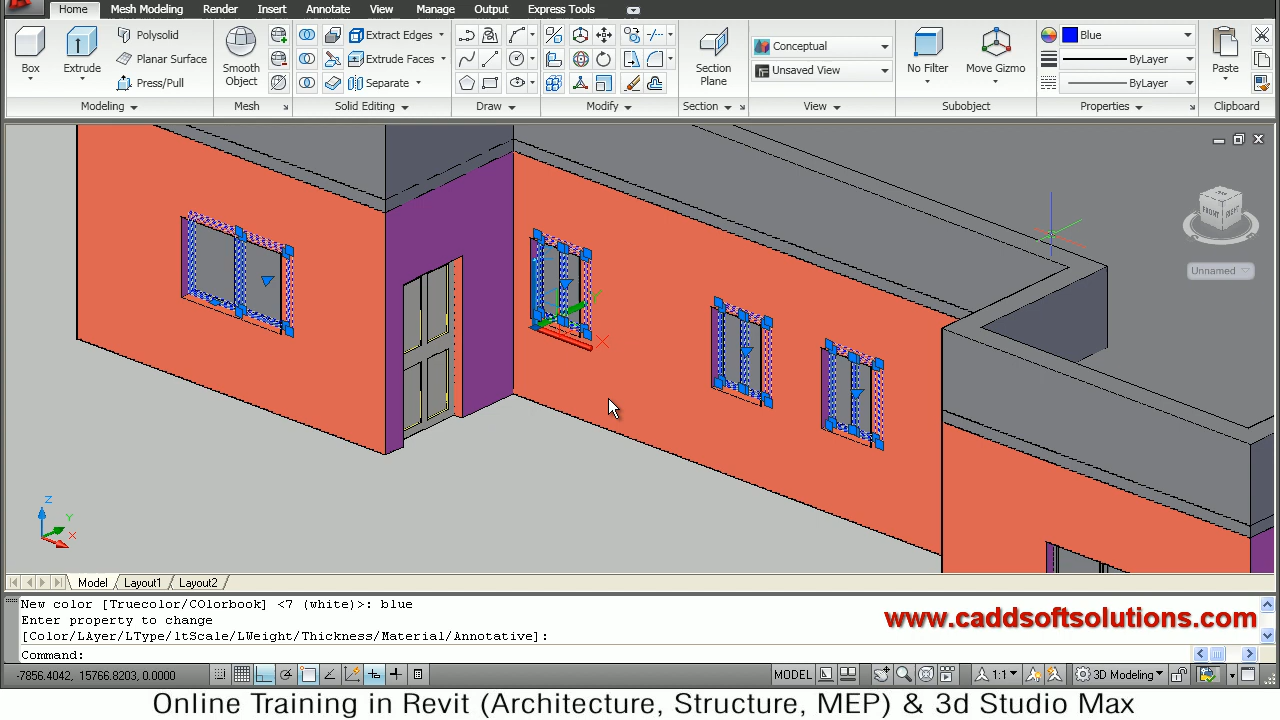 Home Mesh Modeling Render Insert Annotate View Manage Output Express Tools
Box
Extrude
Polysolid
Planar Surface
Press/Pull
Smooth
Object
Extract Edges
Extrude Faces
Separate
Section
Plane
Conceptual
Unsaved View
No Filter
Move Gizmo
Blue
ByLayer
ByLayer
Paste
Modeling Mesh Solid Editing Draw Modify Section View Subobject Properties Clipboard
FRONT RIGHT
Unnamed
Y
X
Z
Y
X
Model Layout1 Layout2
New color [Truecolor/COlorbook] <7 (white)>: blue
Enter property to change
[Color/LAyer/LType/ltScale/LWeight/Thickness/Material/Annotative]:
Command:
www.caddsoftsolutions.com
-7856.4042, 15766.8203, 0.0000 MODEL 1:1 3D Modeling
Online Training in Revit (Architecture, Structure, MEP) & 3d Studio Max